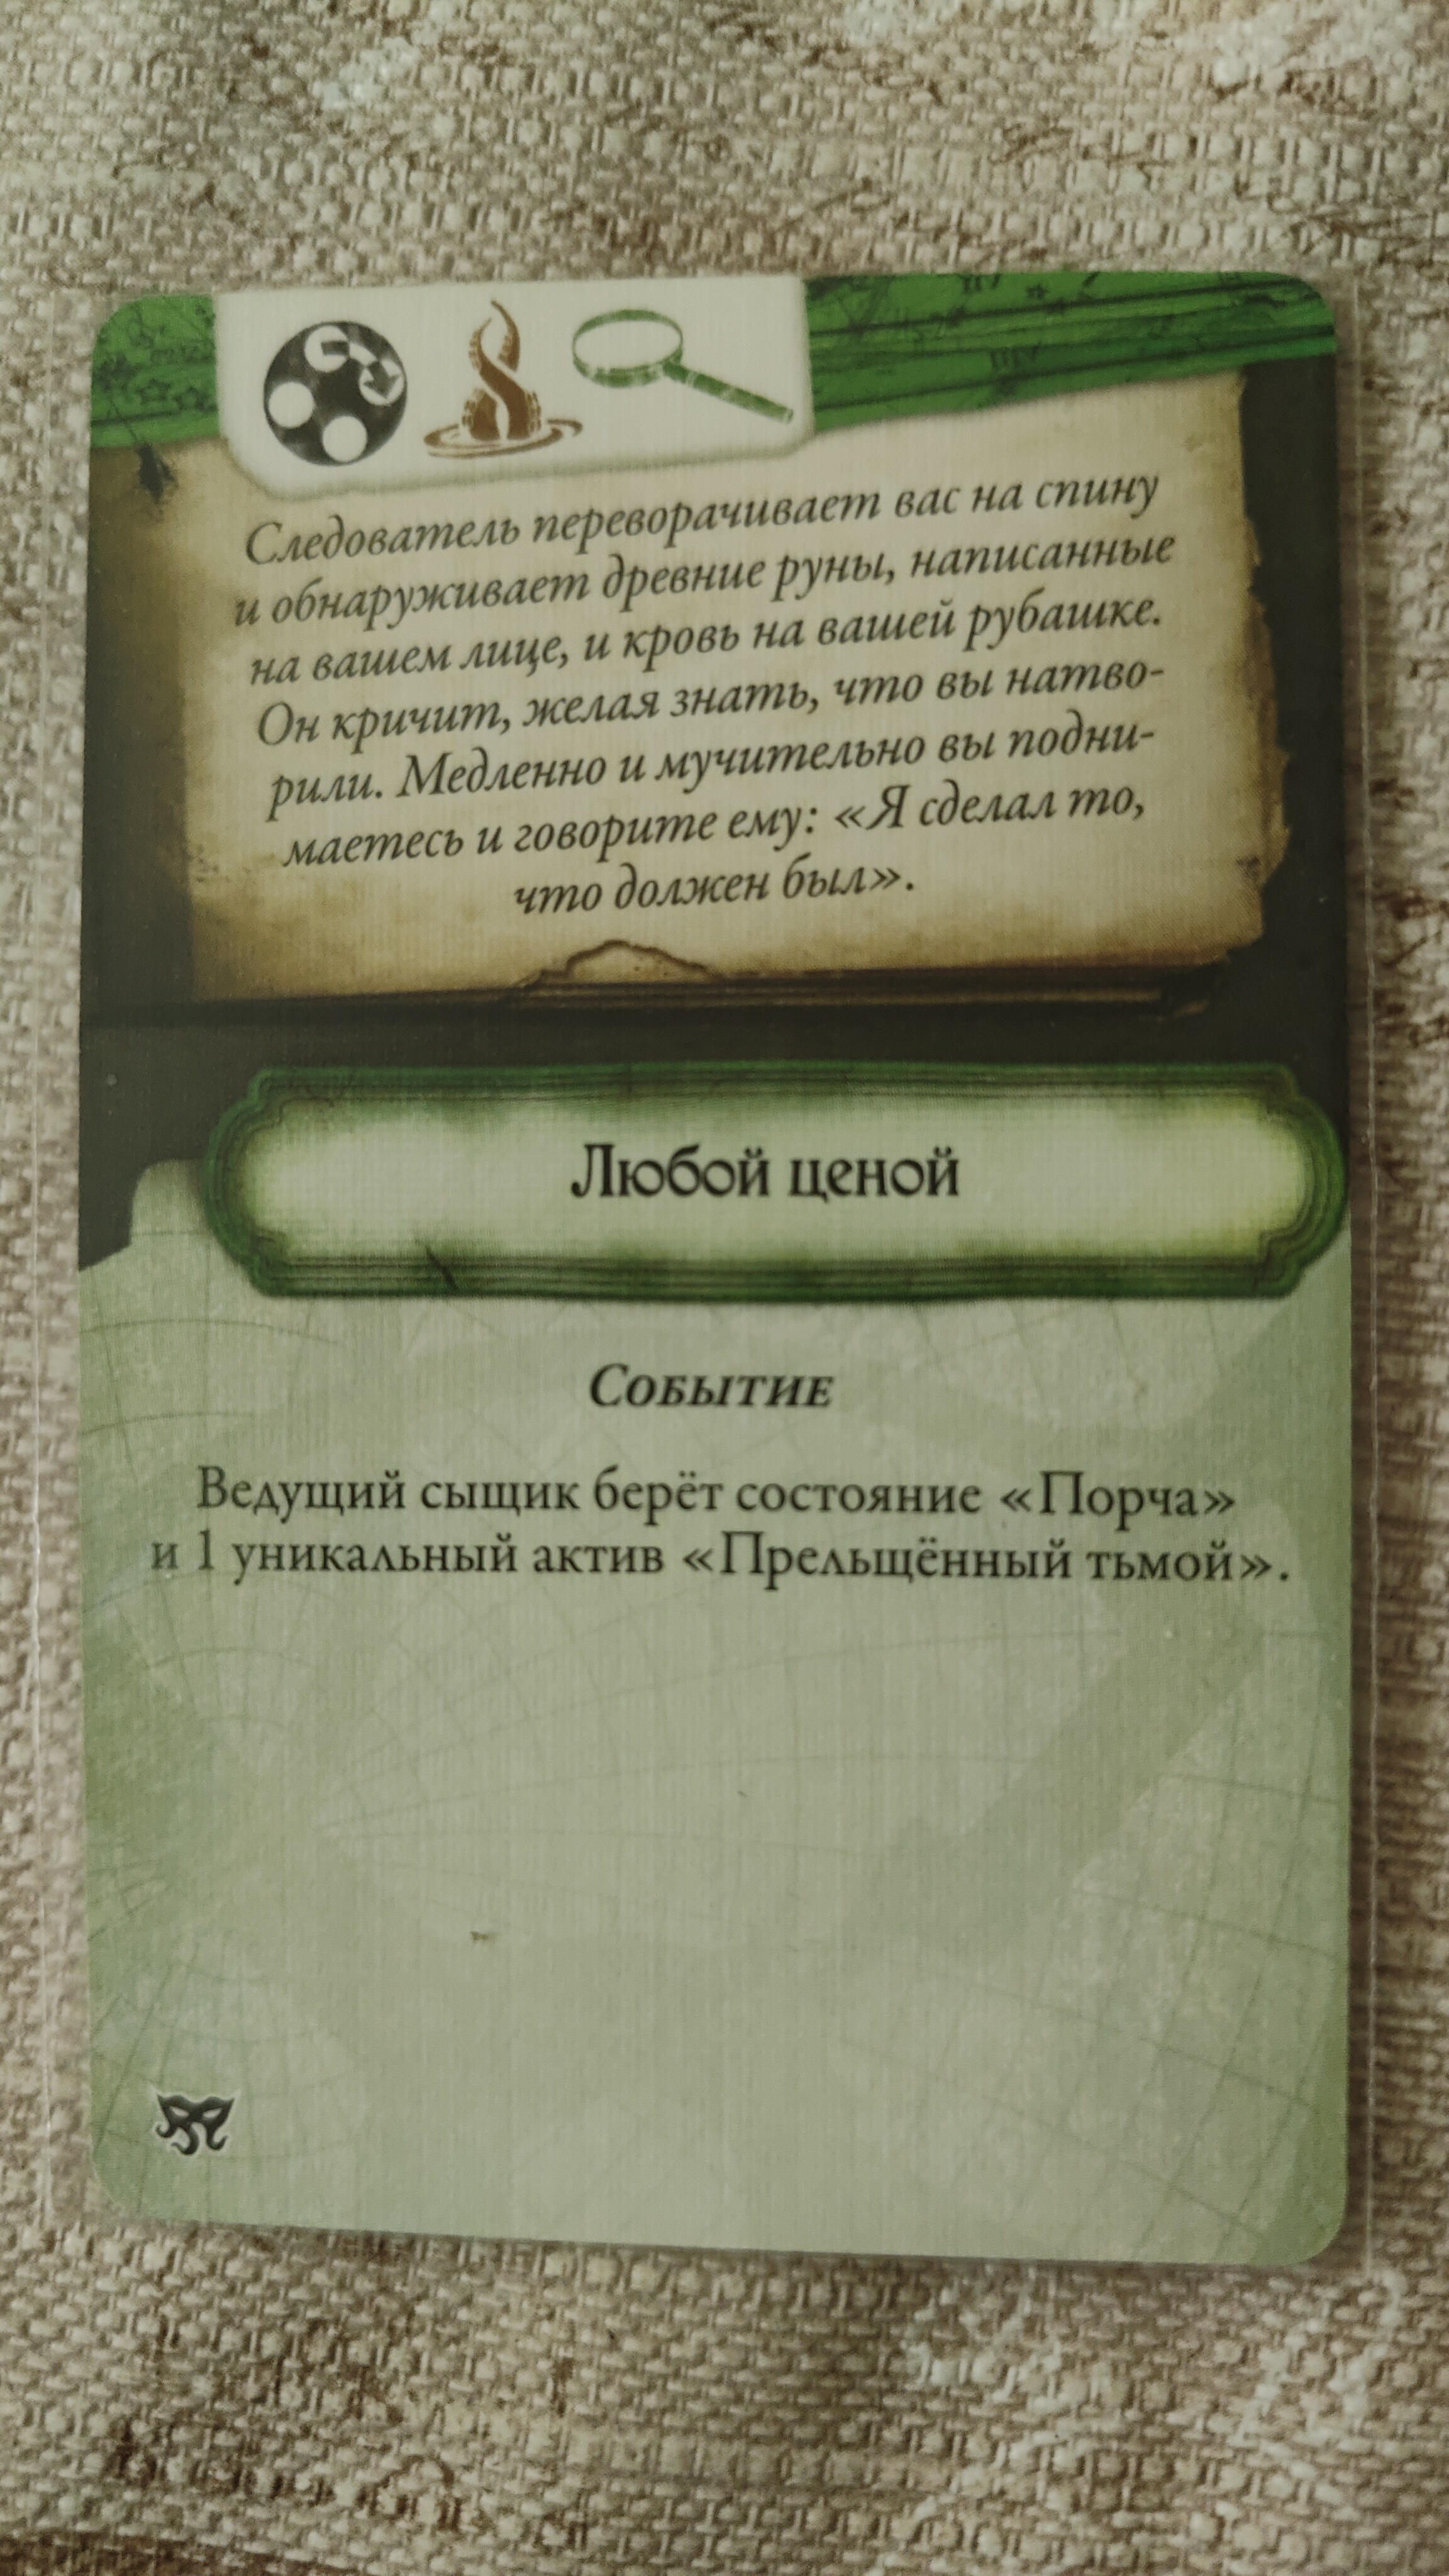 Следователь переворачивает вас на спину
и обнаруживает древние руны, написанные
на вашем лице, и кровь на вашей рубашке.
Он кричит, желая знать, что вы натво-
рили. Медленно и мучительно вы подни-
маетесь и говорите ему: «Я сделал то,
что должен был».
Любой ценой
Событие
Ведущий сыщик берёт состояние «Порча»
и 1 уникальный актив «Прельщённый тьмой».